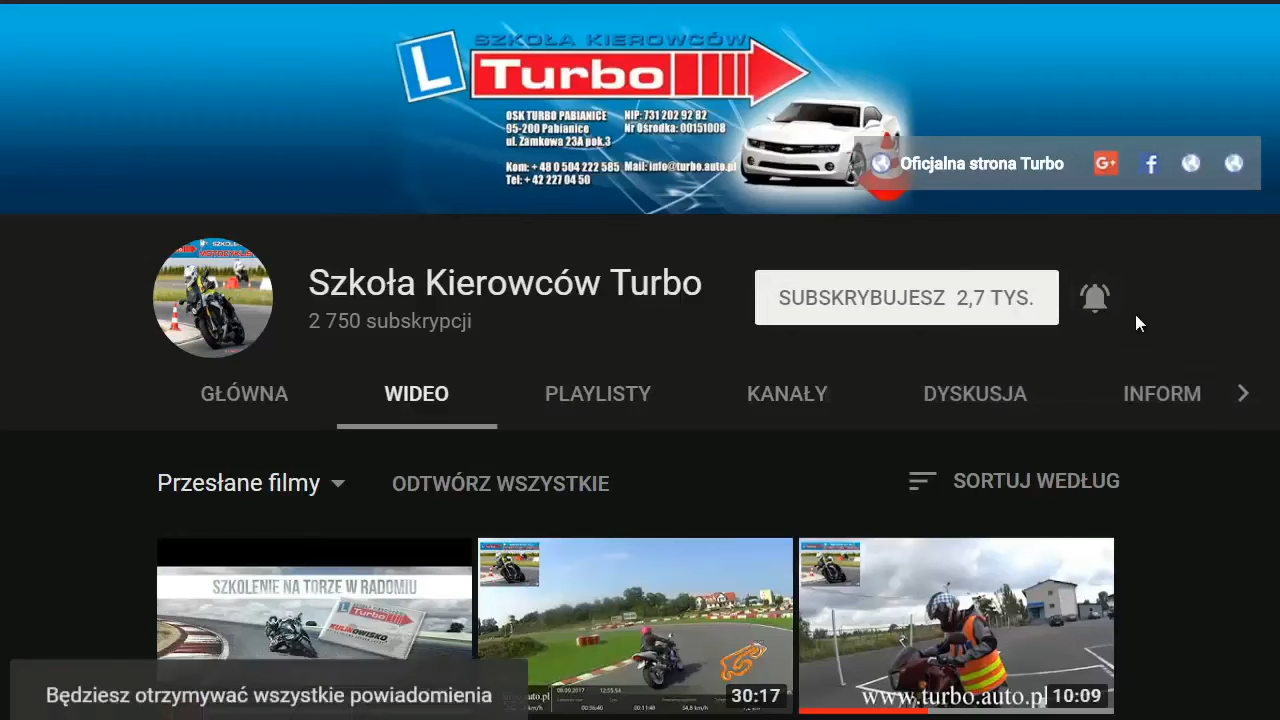 L
SZKOŁA KIEROWCÓW
Turbo
OSK TURBO PABIANICE
95-200 Pabianice
ul. Zamkowa 23A pok.3
NIP: 731 202 92 82
Nr Ośrodka: 00151008
Kom: + 48 0 504 222 585
Tel: + 42 227 04 50
Mail: info@turbo.auto.pl
Oficjalna strona Turbo
G+
f
Szkoła Kierowców Turbo
2 750 subskrypcji
SUBSKRYBUJESZ 2,7 TYS.
GŁÓWNA
WIDEO
PLAYLISTY
KANAŁY
DYSKUSJA
INFORM
Przesłane filmy
ODTWÓRZ WSZYSTKIE
SORTUJ WEDŁUG
SZKOLENIE NA TORZE W RADOMIU
L
Turbo
KULIKOWISKO
30:17
www.turbo.auto.pl
10:09
Będziesz otrzymywać wszystkie powiadomienia